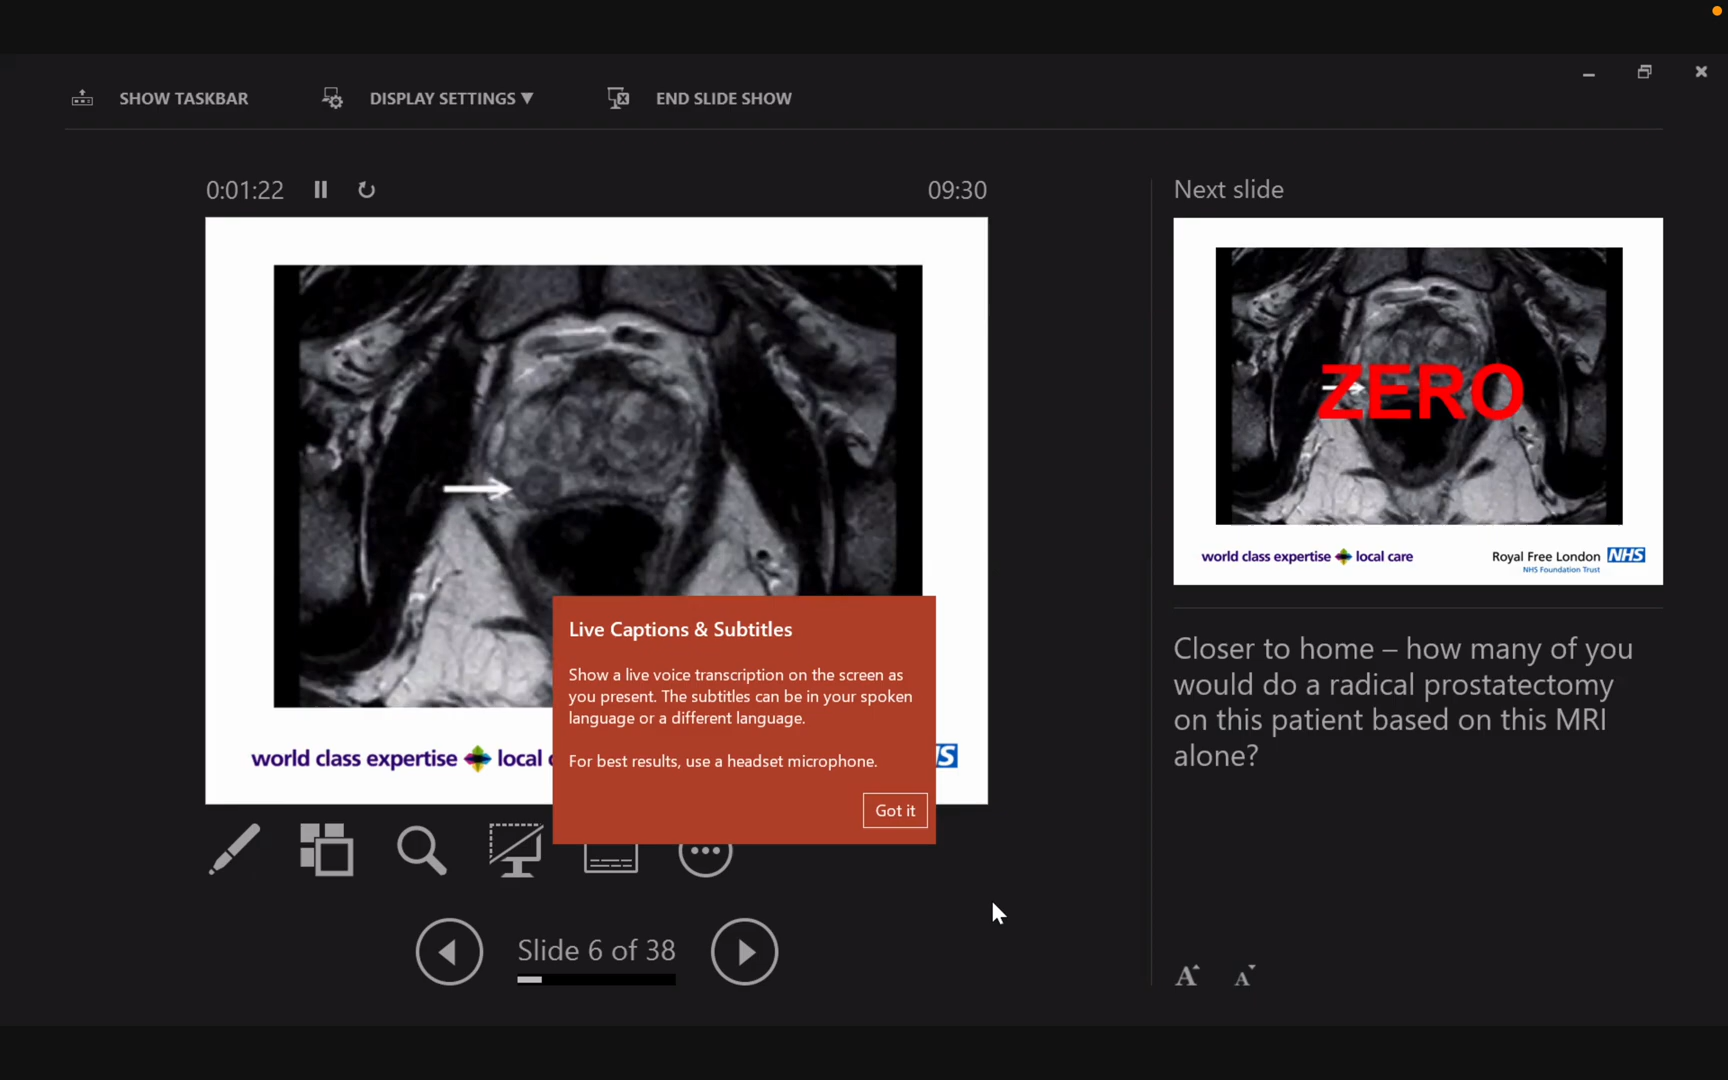 SHOW TASKBAR
DISPLAY SETTINGS ▼
END SLIDE SHOW
0:01:22
09:30
world class expertise local c
S
Live Captions & Subtitles
Show a live voice transcription on the screen as
you present. The subtitles can be in your spoken
language or a different language.
For best results, use a headset microphone.
Got it
Slide 6 of 38
Next slide
ZERO
world class expertise local care
Royal Free London NHS
NHS Foundation Trust
Closer to home – how many of you
would do a radical prostatectomy
on this patient based on this MRI
alone?
A A